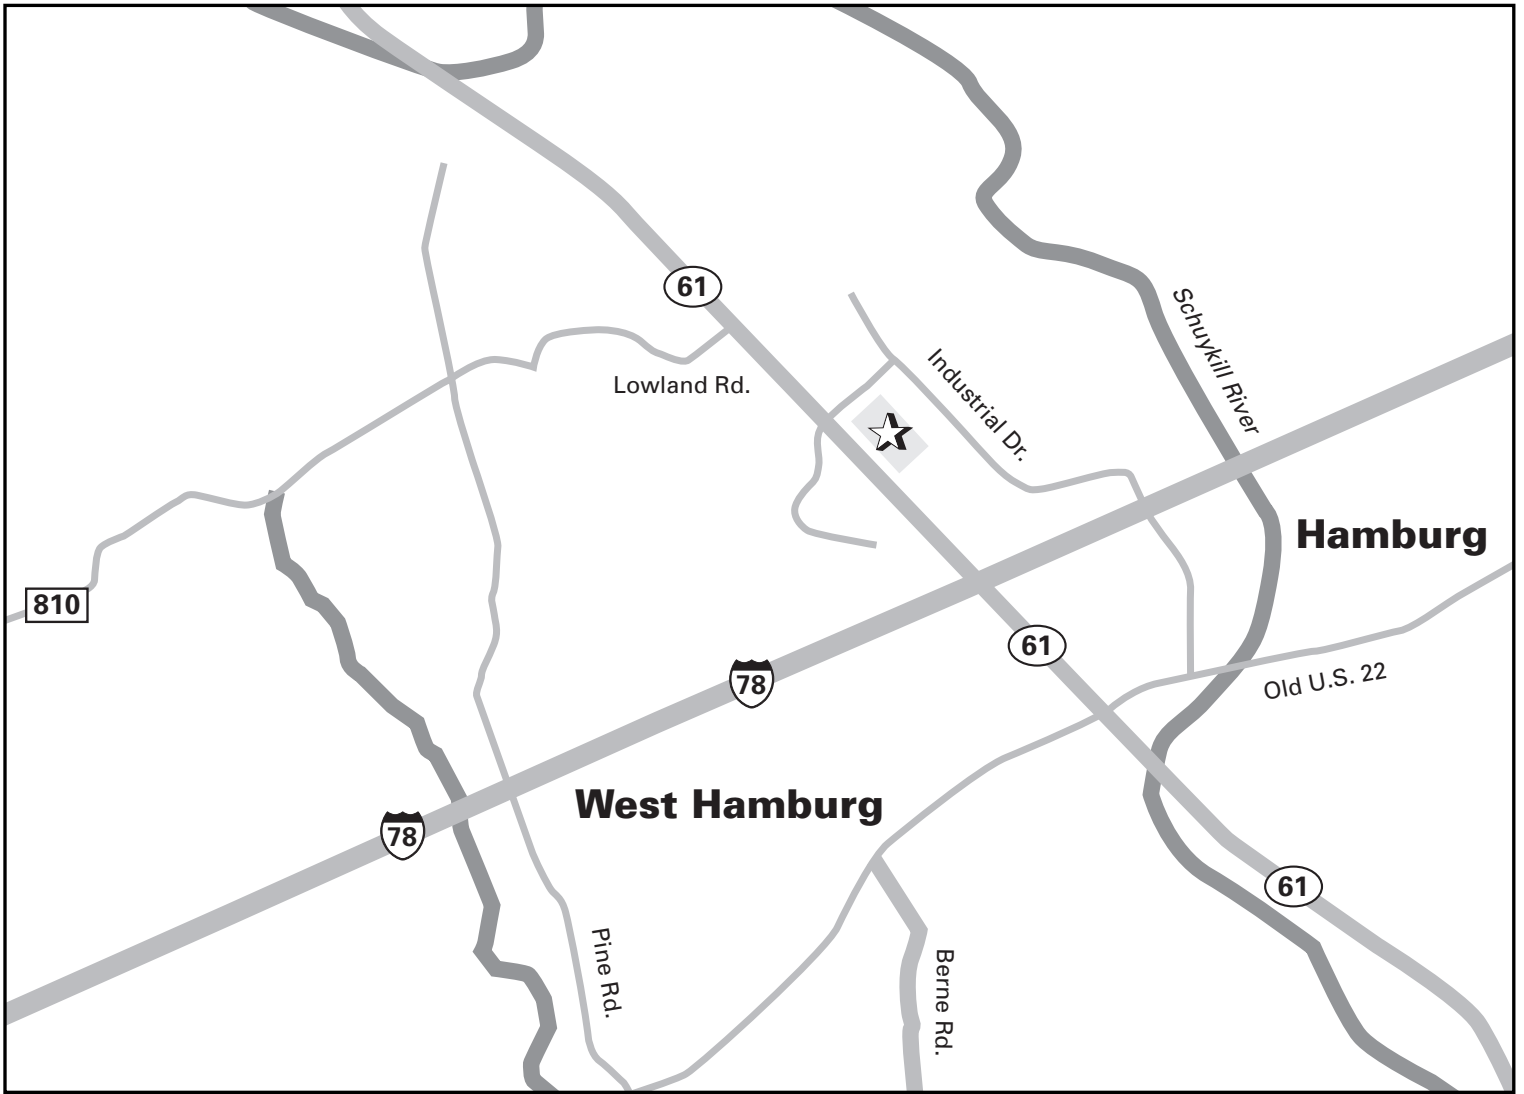 61
Schuykill River
Industrial Dr.
Lowland Rd.
Hamburg
810
61
78
Old U.S. 22
West Hamburg
78
61
Pine Rd.
Berne Rd.